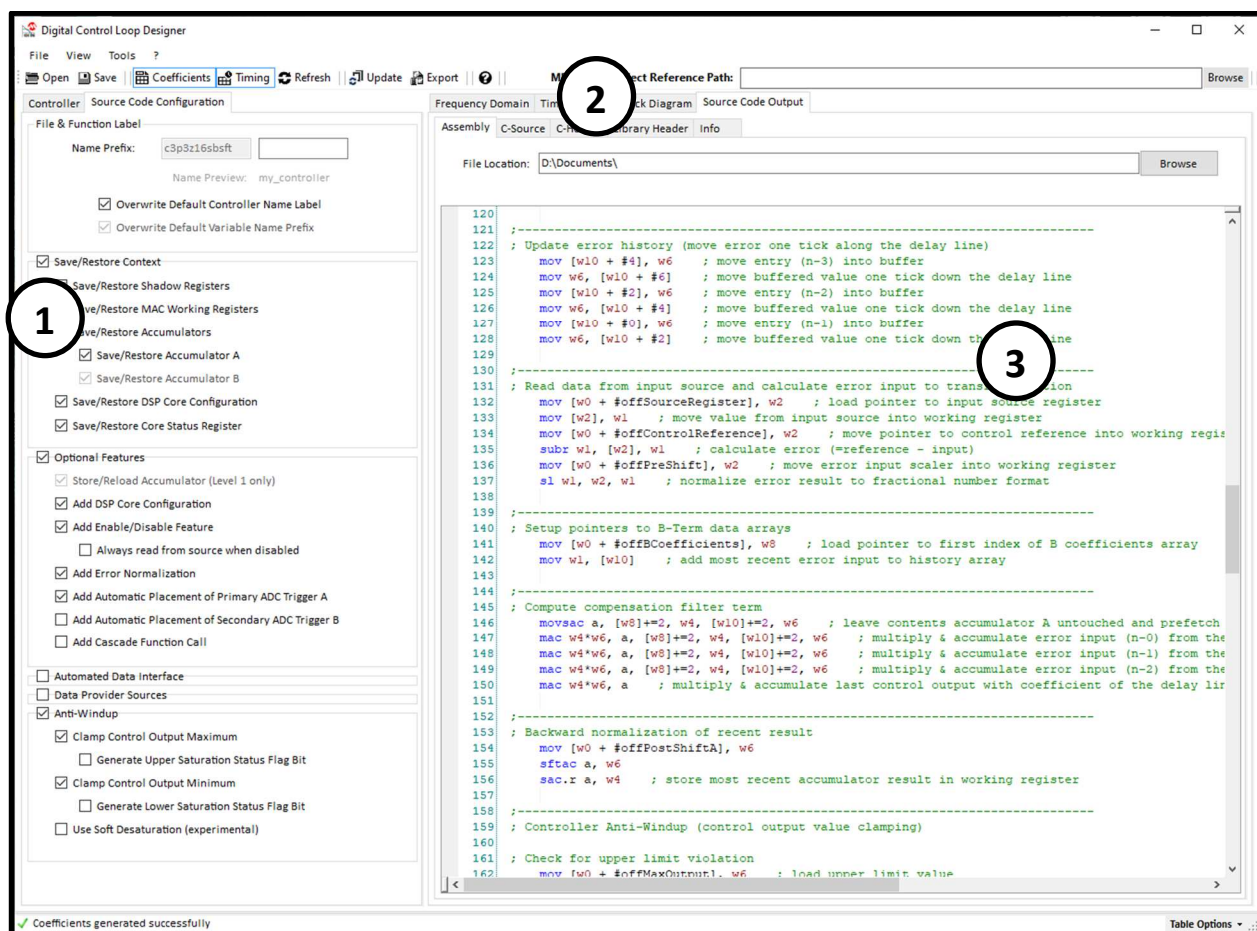 Digital Control Loop Designer
File View Tools ?
Open Save Coefficients Timing Refresh Update Export Reference Path: Browse
Controller Source Code Configuration
Frequency Domain Diagram Source Code Output
File & Function Label
Assembly C-Source Header Info
Name Prefix: c3p3z16sbsft
File Location: D:\Documents\ Browse
Name Preview: my_controller
Overwrite Default Controller Name Label
Overwrite Default Variable Name Prefix
Save/Restore Context
Save/Restore Shadow Registers
MAC Working Registers
Accumulators
Save/Restore Accumulator A
Save/Restore Accumulator B
Save/Restore DSP Core Configuration
Save/Restore Core Status Register
Optional Features
Store/Reload Accumulator (Level 1 only)
Add DSP Core Configuration
Add Enable/Disable Feature
Always read from source when disabled
Add Error Normalization
Add Automatic Placement of Primary ADC Trigger A
Add Automatic Placement of Secondary ADC Trigger B
Add Cascade Function Call
Automated Data Interface
Data Provider Sources
Anti-Windup
Clamp Control Output Maximum
Generate Upper Saturation Status Flag Bit
Clamp Control Output Minimum
Generate Lower Saturation Status Flag Bit
Use Soft Desaturation (experimental)
1
2
3
120
121 ;------------------------------------------------------------------------------
122 ; Update error history (move error one tick along the delay line)
123 mov [w10 + #4], w6 ; move entry (n-3) into buffer
124 mov w6, [w10 + #6] ; move buffered value one tick down the delay line
125 mov [w10 + #2], w6 ; move entry (n-2) into buffer
126 mov w6, [w10 + #4] ; move buffered value one tick down the delay line
127 mov [w10 + #0], w6 ; move entry (n-1) into buffer
128 mov w6, [w10 + #2] ; move buffered value one tick down line
129
130 ;------------------------------------------------------------------------------
131 ; Read data from input source and calculate error input to
132 mov [w0 + #offSourceRegister], w2 ; load pointer to input source register
133 mov [w2], w1 ; move value from input source into working register
134 mov [w0 + #offControlReference], w2 ; move pointer to control reference into working regis
135 subr w1, [w2], w1 ; calculate error (=reference - input)
136 mov [w0 + #offPreShift], w2 ; move error input scaler into working register
137 sl w1, w2, w1 ; normalize error result to fractional number format
138
139 ;------------------------------------------------------------------------------
140 ; Setup pointers to B-Term data arrays
141 mov [w0 + #offBCoefficients], w8 ; load pointer to first index of B coefficients array
142 mov w1, [w10] ; add most recent error input to history array
143
144 ;------------------------------------------------------------------------------
145 ; Compute compensation filter term
146 movsac a, [w8]+=2, w4, [w10]+=2, w6 ; leave contents accumulator A untouched and prefetch
147 mac w4*w6, a, [w8]+=2, w4, [w10]+=2, w6 ; multiply & accumulate error input (n-0) from the
148 mac w4*w6, a, [w8]+=2, w4, [w10]+=2, w6 ; multiply & accumulate error input (n-1) from the
149 mac w4*w6, a, [w8]+=2, w4, [w10]+=2, w6 ; multiply & accumulate error input (n-2) from the
150 mac w4*w6, a ; multiply & accumulate last control output with coefficient of the delay lin
151
152 ;------------------------------------------------------------------------------
153 ; Backward normalization of recent result
154 mov [w0 + #offPostShiftA], w6
155 sftac a, w6
156 sac.r a, w4 ; store most recent accumulator result in working register
157
158 ;------------------------------------------------------------------------------
159 ; Controller Anti-Windup (control output value clamping)
160
161 ; Check for upper limit violation
162 mov [w0 + #offMaxOutput], w6 ; load upper limit value
Coefficients generated successfully
Table Options